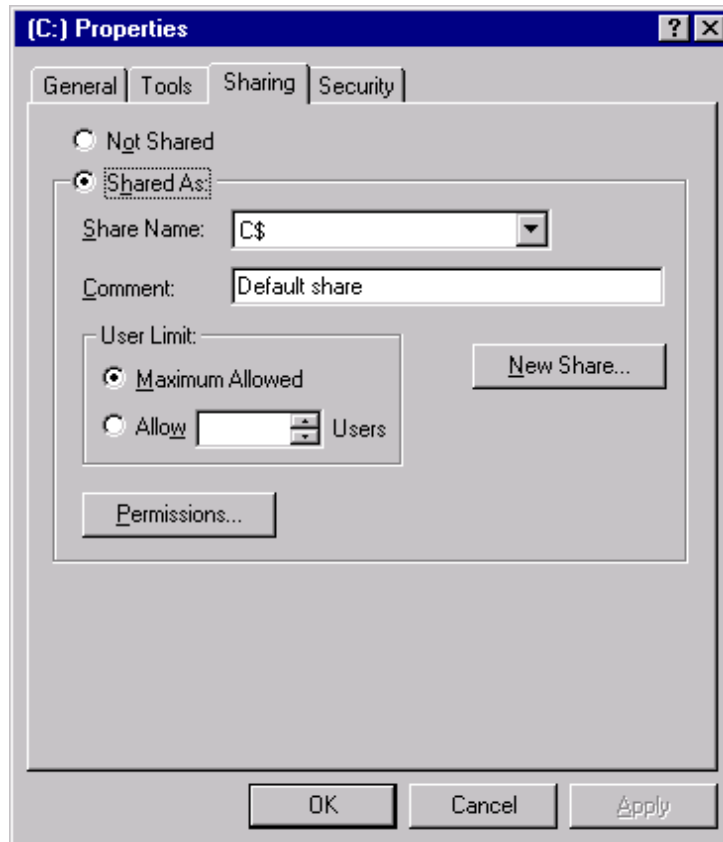 (C:) Properties
General Tools Sharing Security
Not Shared
Shared As:
Share Name: C$
Comment: Default share
User Limit:
Maximum Allowed
New Share...
Allow Users
Permissions...
OK Cancel Apply